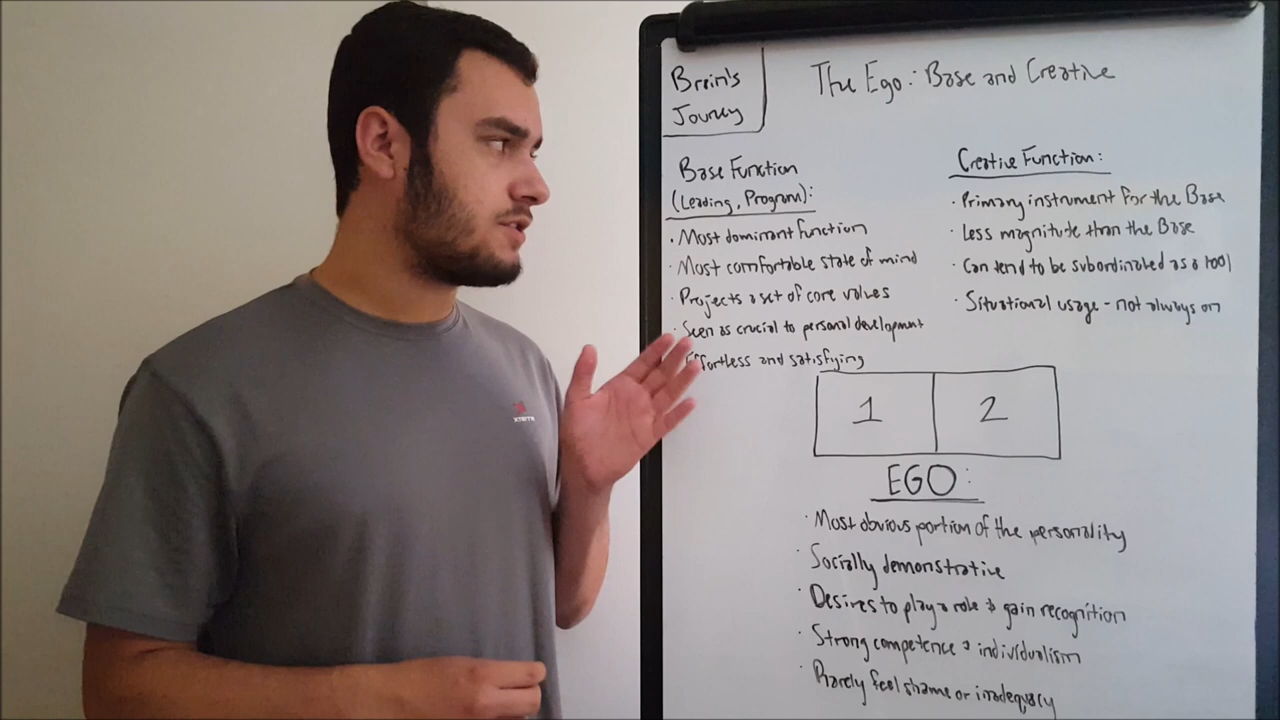 Brain's
Journey
The Ego: Base and Creative
Base Function
(Leading, Program):
· Most dominant function
· Most comfortable state of mind
· Projects a set of core values
· Seen as crucial to personal development
Effortless and satisfying
Creative Function:
· Primary instrument for the Base
· Less magnitude than the Base
· Can tend to be subordinated as a tool
· Situational usage - not always on
1
2
EGO:
· Most obvious portion of the personality
· Socially demonstrative
· Desires to play a role & gain recognition
· Strong competence & individualism
· Rarely feel shame or inadequacy